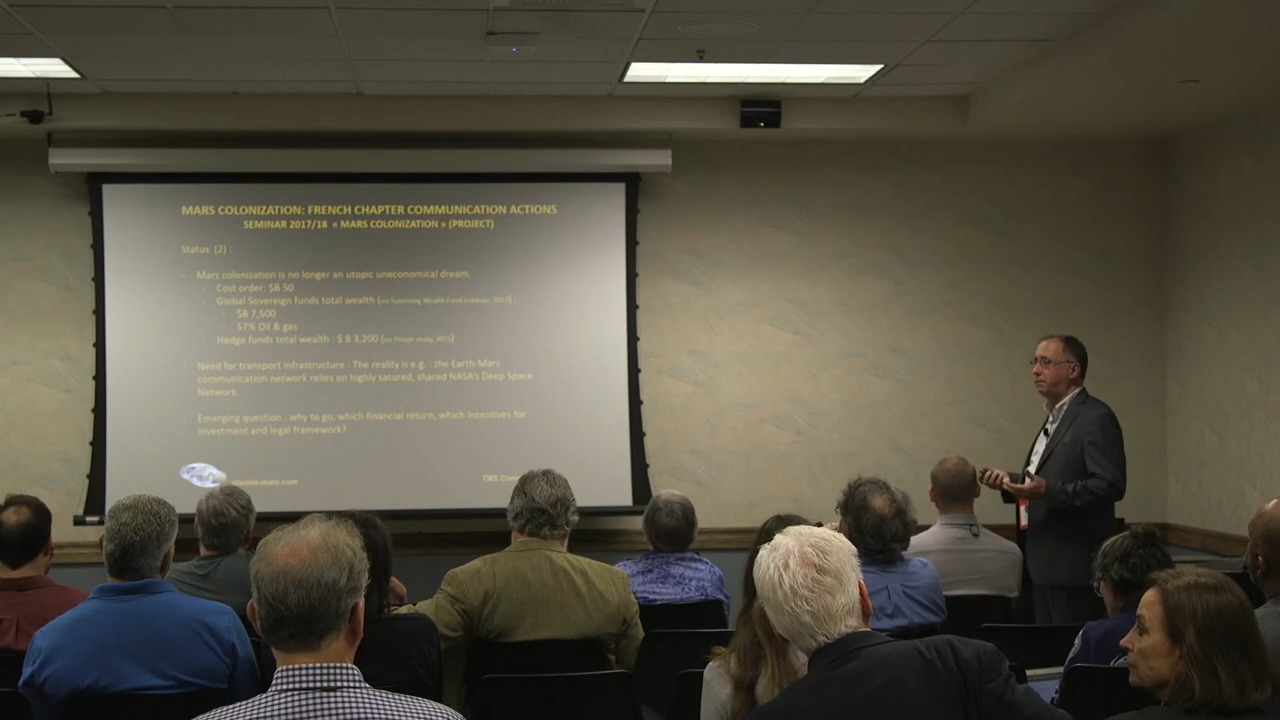 MARS COLONIZATION: FRENCH CHAPTER COMMUNICATION ACTIONS
SEMINAR 2017/18 « MARS COLONIZATION » (PROJECT)
Status (2) :
- Mars colonization is no longer an utopic uneconomical dream.
- Cost order: $B 50
- Global Sovereign funds total wealth (
- $B 7,500
- 57% Oil & gas
- Hedge funds total wealth : $ B 3,200 (
- Need for transport infrastructure : The reality is e.g. : the Earth-Mars
communication network relies on highly satured, shared NASA's Deep Space
Network.
- Emerging question : why to go, which financial return, which incentives for
investment and legal framework?
TMS